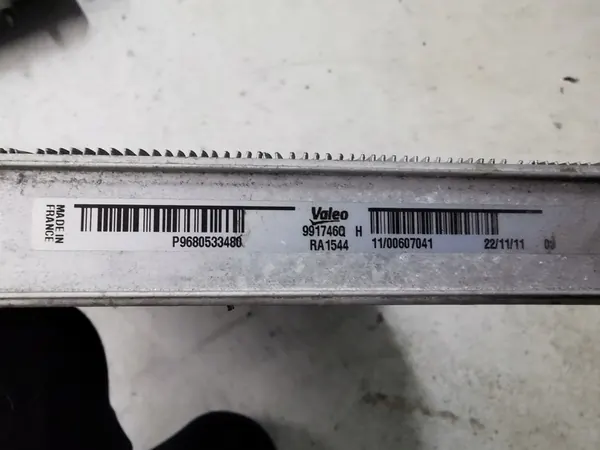 MADE IN
FRANCE
P9680533480
Valeo
991746Q H
RA1544
11/00607041
22/11/11